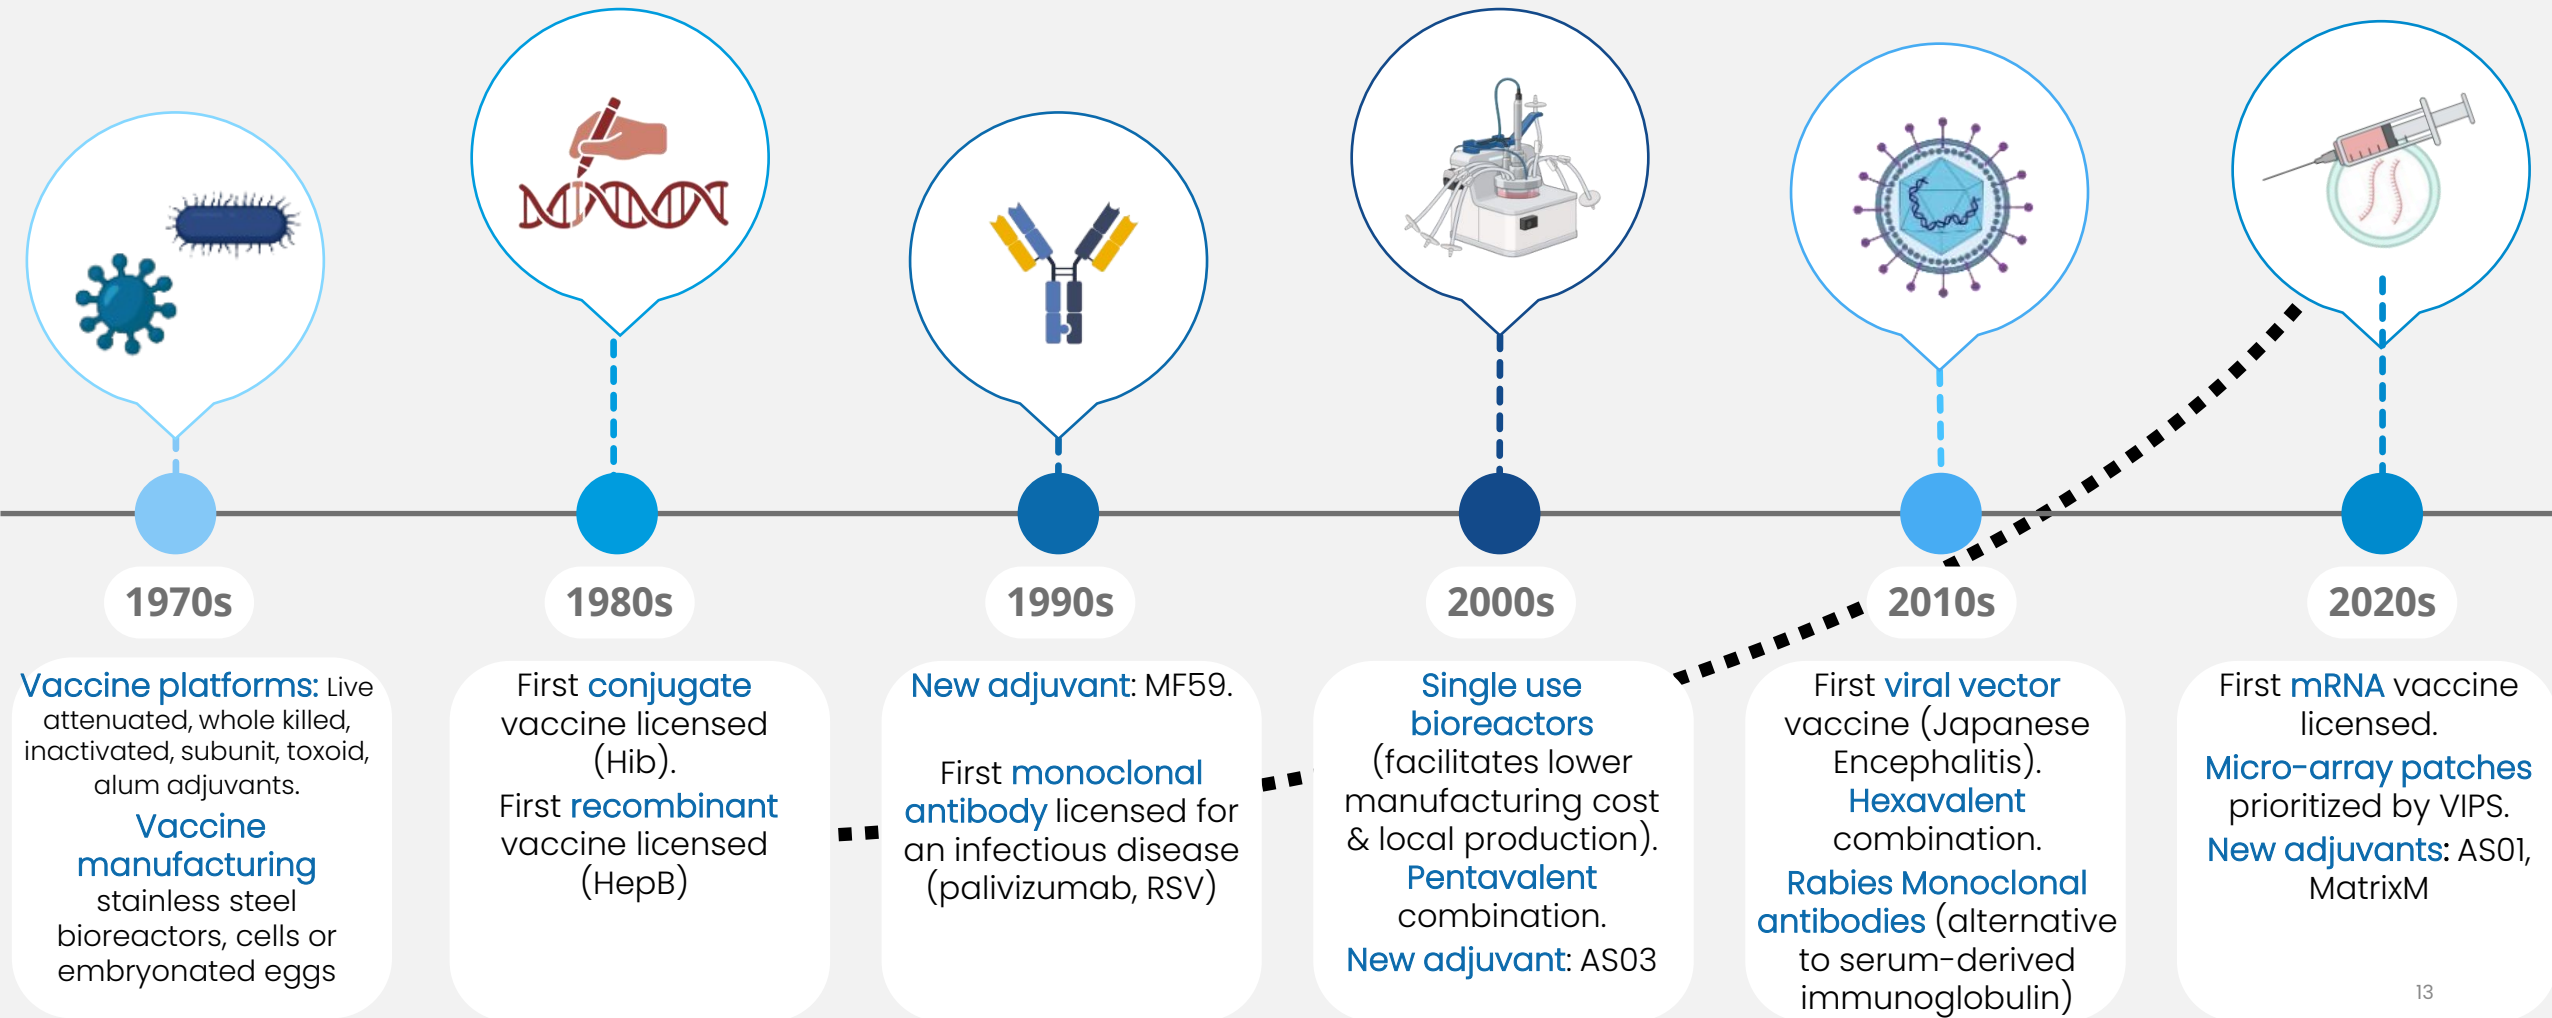 1970s
Vaccine platforms: Live
attenuated, whole killed,
inactivated, subunit, toxoid,
alum adjuvants.
Vaccine
manufacturing
stainless steel
bioreactors, cells or
embryonated eggs
1980s
First conjugate
vaccine licensed
(Hib).
First recombinant
vaccine licensed
(HepB)
1990s
New adjuvant: MF59.
First monoclonal
antibody licensed for
an infectious disease
(palivizumab, RSV)
2000s
Single use
bioreactors
(facilitates lower
manufacturing cost
& local production).
Pentavalent
combination.
New adjuvant: AS03
2010s
First viral vector
vaccine (Japanese
Encephalitis).
Hexavalent
combination.
Rabies Monoclonal
antibodies (alternative
to serum-derived
immunoglobulin)
2020s
First mRNA vaccine
licensed.
Micro-array patches
prioritized by VIPS.
New adjuvants: AS01,
MatrixM
13